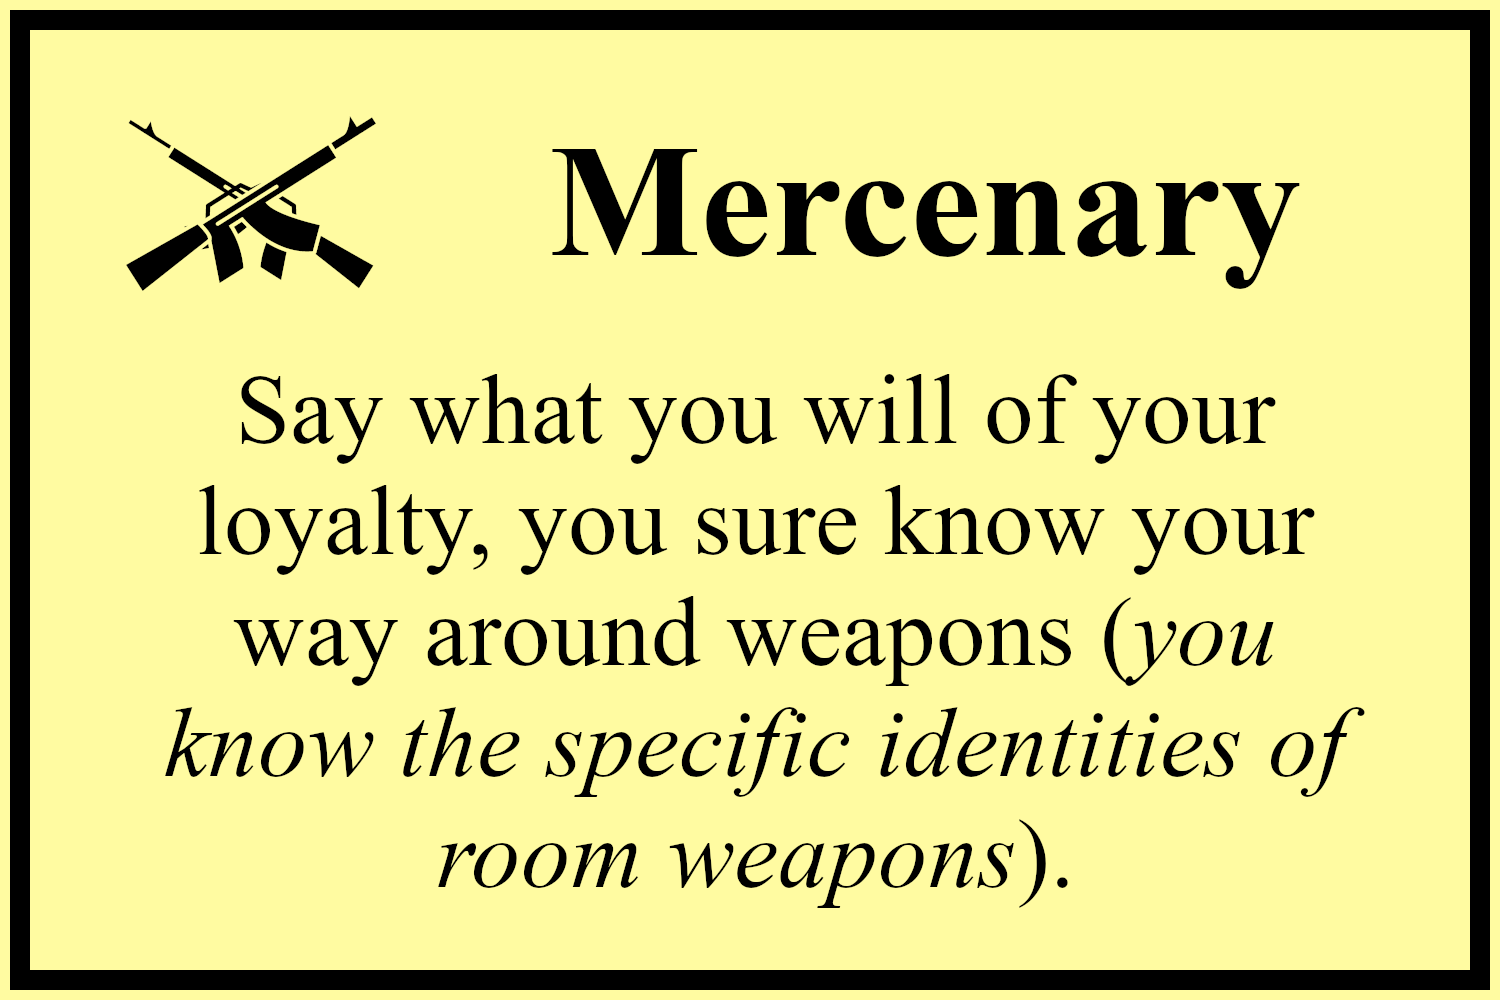 Mercenary
Say what you will of your
loyalty, you sure know your
way around weapons (you
know the specific identities of
room weapons).